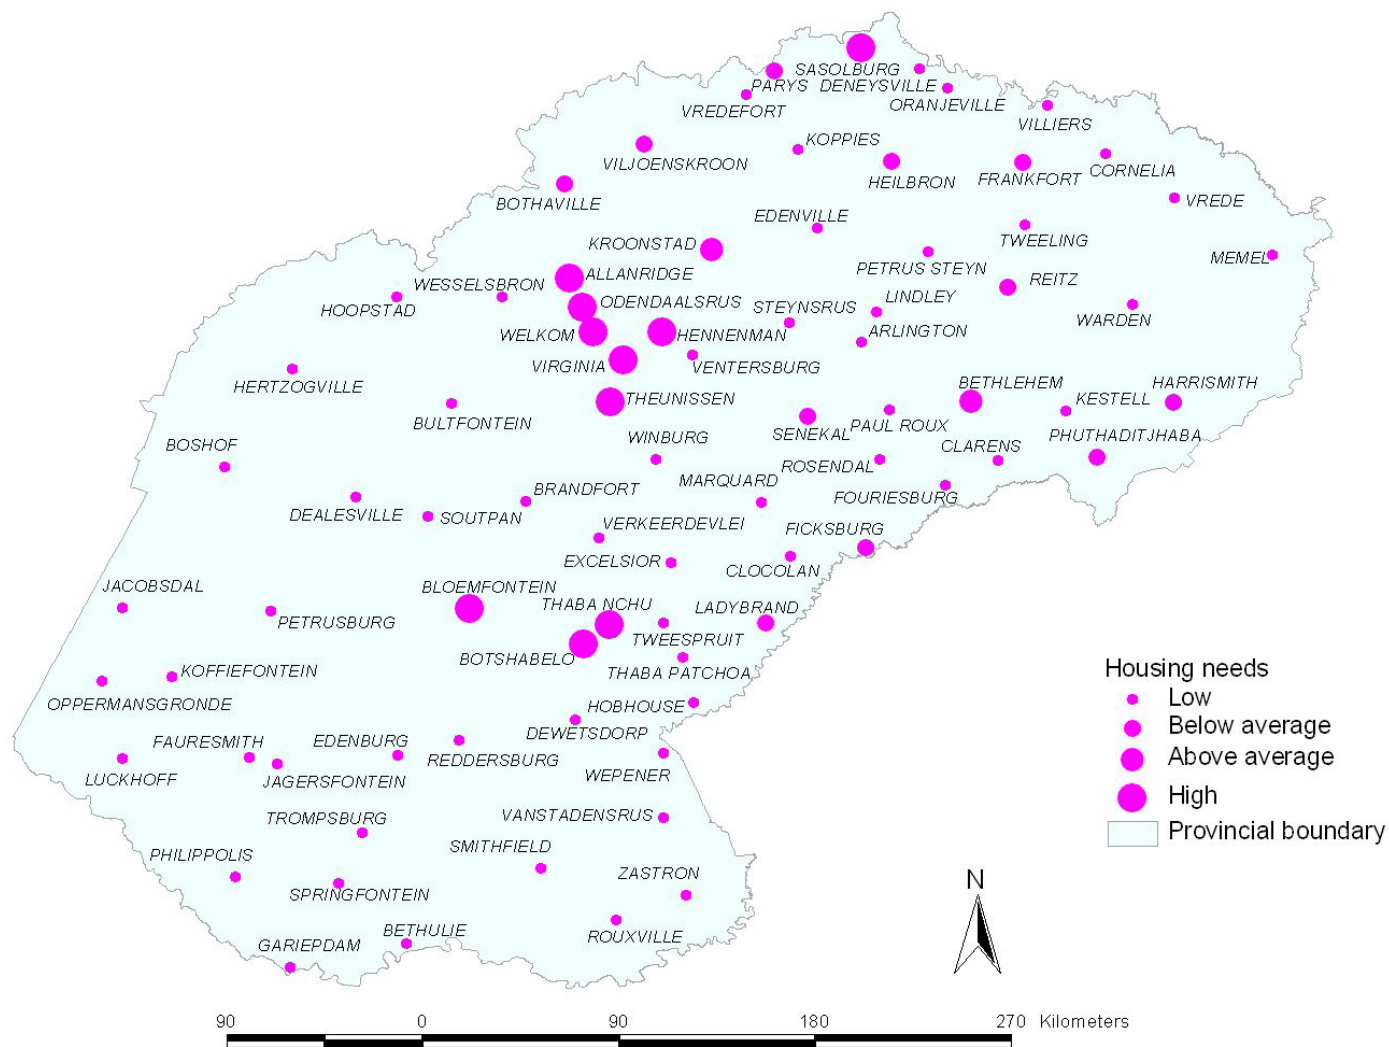 SASOLBURG
PARYS
DENEYSVILLE
VREDEFORT
ORANJEVILLE
VILLIERS
KOPPIES
VILJOENSKROON
HEILBRON
FRANKFORT
CORNELIA
BOTHAVILLE
VREDE
EDENVILLE
KROONSTAD
TWEELING
MEMEL
PETRUS STEYN
ALLANRIDGE
WESSELSBRON
REITZ
HOOPSTAD
ODENDAALSRUS
STEYNSRUS
LINDLEY
WARDEN
WELKOM
HENNENMAN
ARLINGTON
VIRGINIA
VENTERSBURG
HERTZOGVILLE
BETHLEHEM
HARRISMITH
THEUNISSEN
KESTELL
BULTFONTEIN
SENEKAL
PAUL ROUX
PHUTHADITJHABA
WINBURG
BOSHOF
CLARENS
ROSENDAL
MARQUARD
BRANDFORT
FOURIESBURG
DEALESVILLE
SOUTPAN
VERKEERDEVLEI
FICKSBURG
EXCELSIOR
CLOCOLAN
JACOBSDAL
BLOEMFONTEIN
THABA NCHU
LADYBRAND
PETRUSBURG
TWEESPRUIT
BOTSHABELO
KOFFIEFONTEIN
THABA PATCHOA
OPPERMANSGRONDE
HOBHOUSE
DEWETSDORP
FAURESMITH
EDENBURG
REDDERSBURG
LUCKHOFF
JAGERSFONTEIN
WEPENER
TROMPSBURG
VANSTADENSRUS
SMITHFIELD
PHILIPPOLIS
ZASTRON
SPRINGFONTEIN
BETHULIE
ROUXVILLE
GARIEPDAM
Housing needs
Low
Below average
Above average
High
Provincial boundary
N
90 0 90 180 270 Kilometers